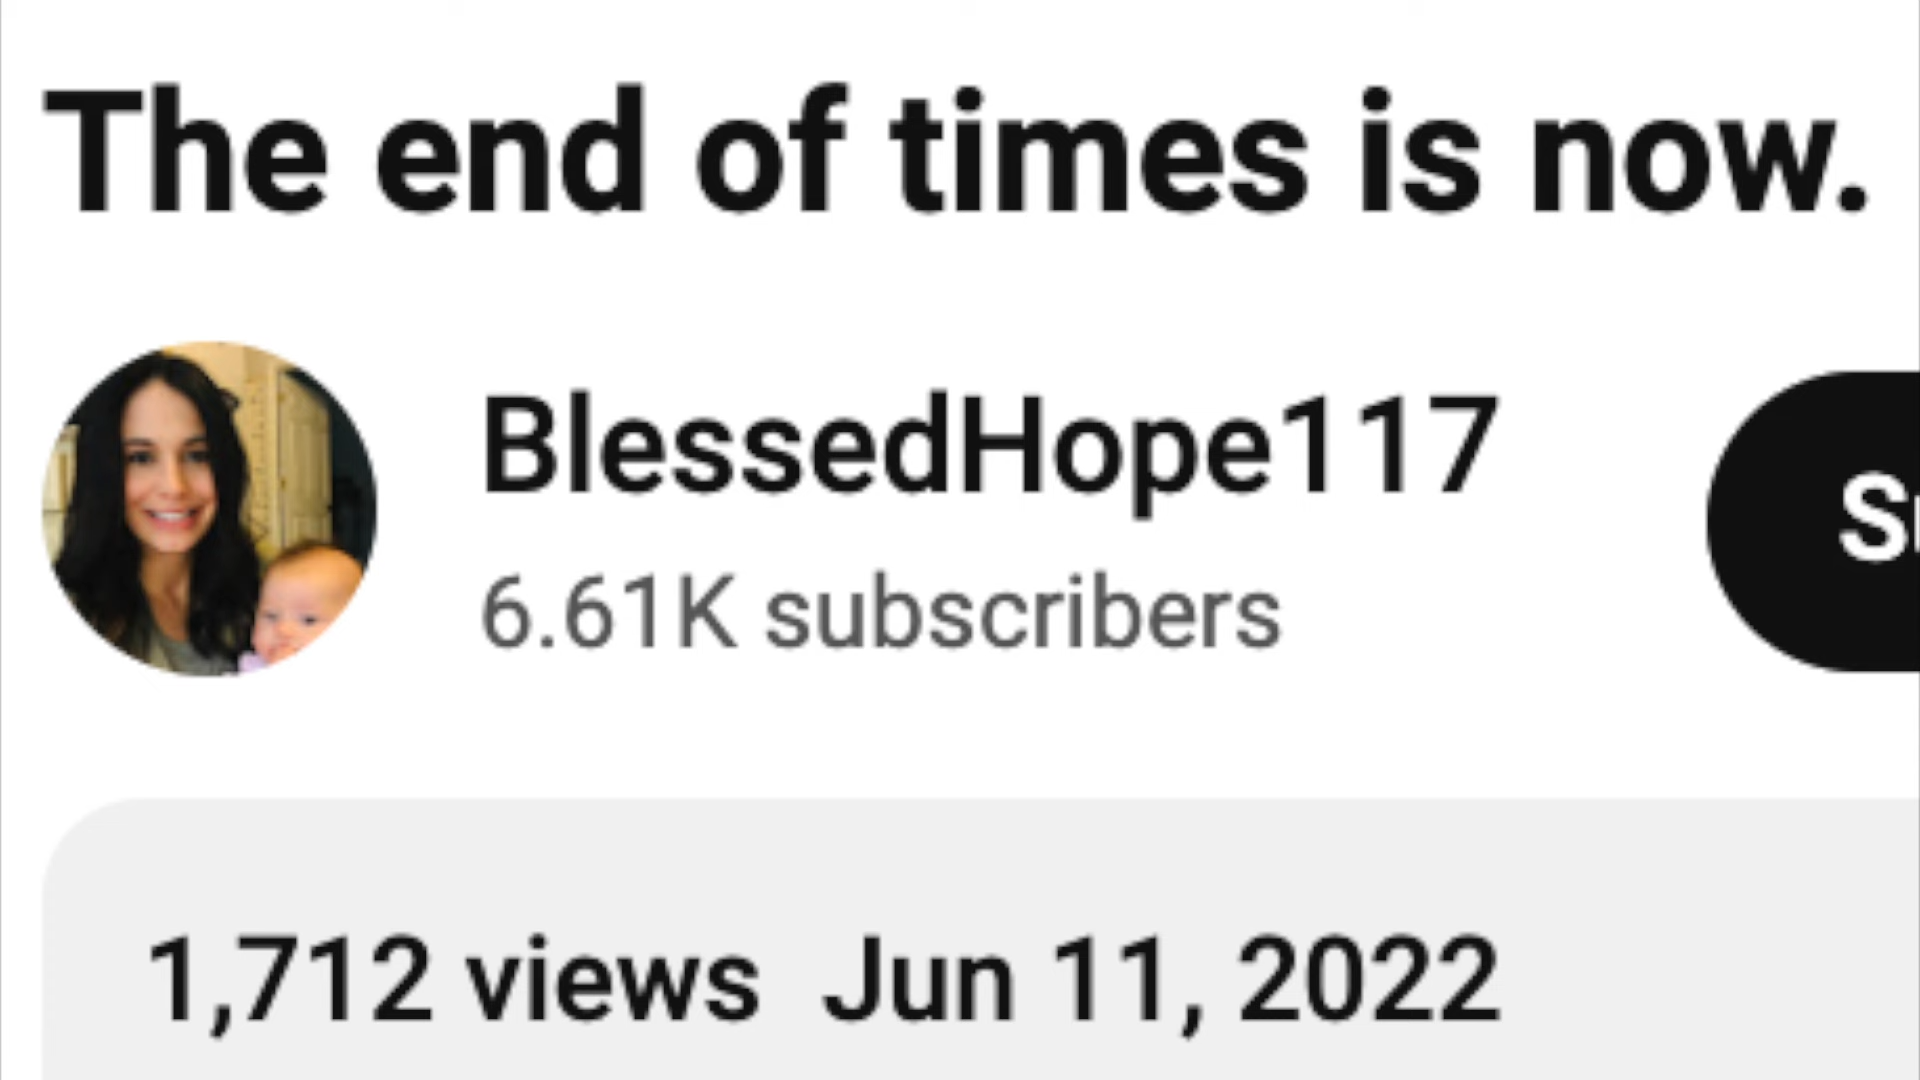 The end of times is now.
BlessedHope117
6.61K subscribers
1,712 views Jun 11, 2022